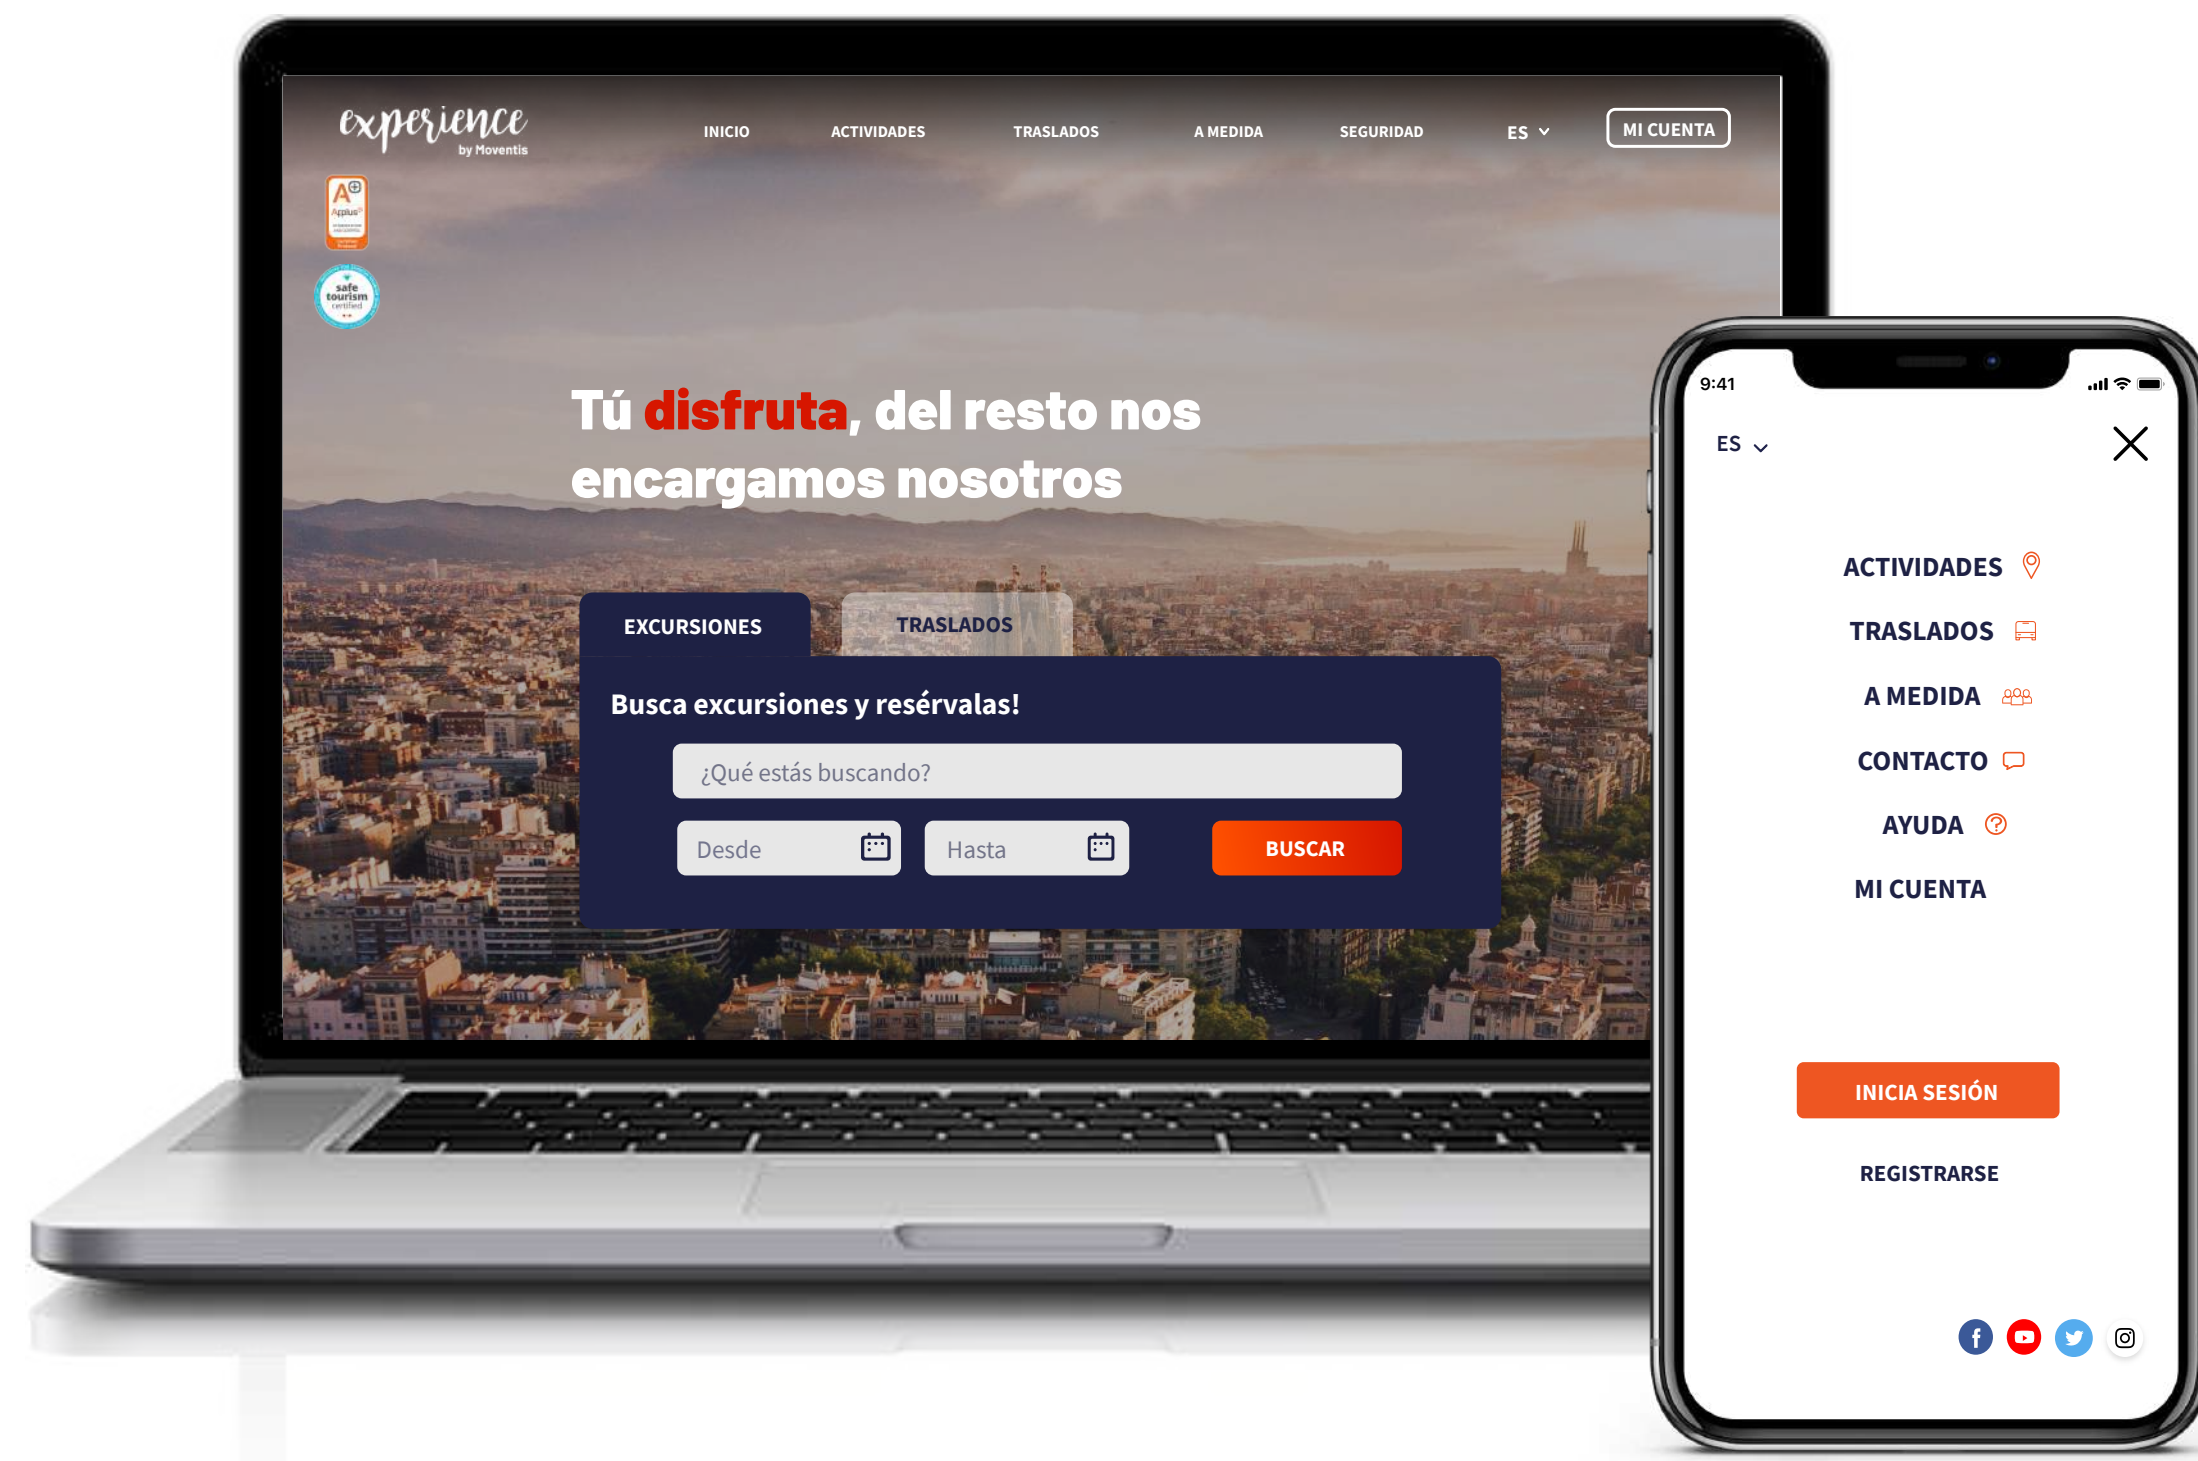 experience
by Moventis
INICIO
ACTIVIDADES
TRASLADOS
A MEDIDA
SEGURIDAD
ES
MI CUENTA
A+
Applus+
safe
tourism
certified
Tú disfruta, del resto nos
encargamos nosotros
EXCURSIONES
TRASLADOS
Busca excursiones y resérvalas!
¿Qué estás buscando?
Desde
Hasta
BUSCAR
9:41
ES
ACTIVIDADES
TRASLADOS
A MEDIDA
CONTACTO
AYUDA
MI CUENTA
INICIA SESIÓN
REGISTRARSE